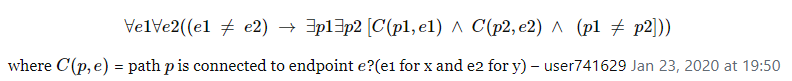 ∀e1∀e2((e1 ≠ e2) → ∃p1∃p2 [C(p1, e1) ∧ C(p2, e2) ∧ (p1 ≠ p2]))
where C(p, e) = path p is connected to endpoint e?(e1 for x and e2 for y) – user741629 Jan 23, 2020 at 19:50